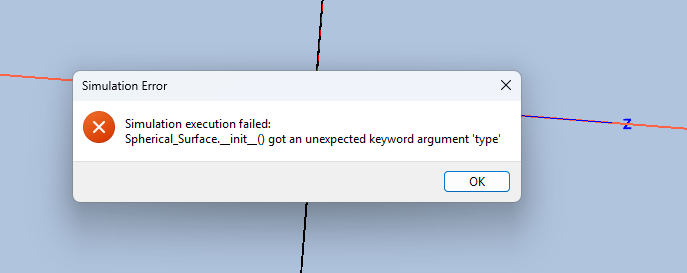 Simulation Error
Simulation execution failed:
Spherical_Surface.__init__() got an unexpected keyword argument 'type'
Z
OK